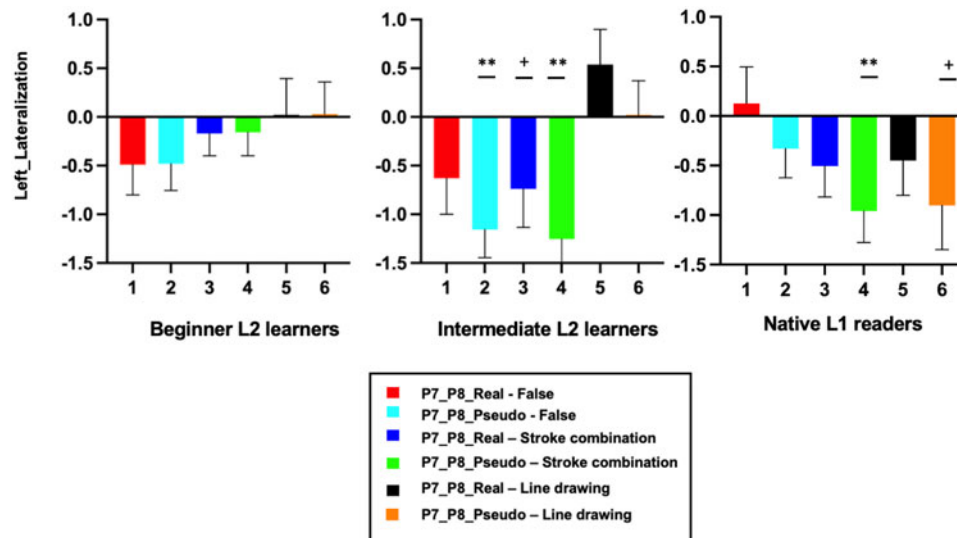 Left_Lateralization
1.0
0.5
0.0
-0.5
-1.0
-1.5
1 2 3 4 5 6
Beginner L2 learners
1.0
0.5
0.0
-0.5
-1.0
-1.5
** + **
1 2 3 4 5 6
Intermediate L2 learners
1.0
0.5
0.0
-0.5
-1.0
-1.5
** +
1 2 3 4 5 6
Native L1 readers
P7_P8_Real - False
P7_P8_Pseudo - False
P7_P8_Real – Stroke combination
P7_P8_Pseudo – Stroke combination
P7_P8_Real – Line drawing
P7_P8_Pseudo – Line drawing